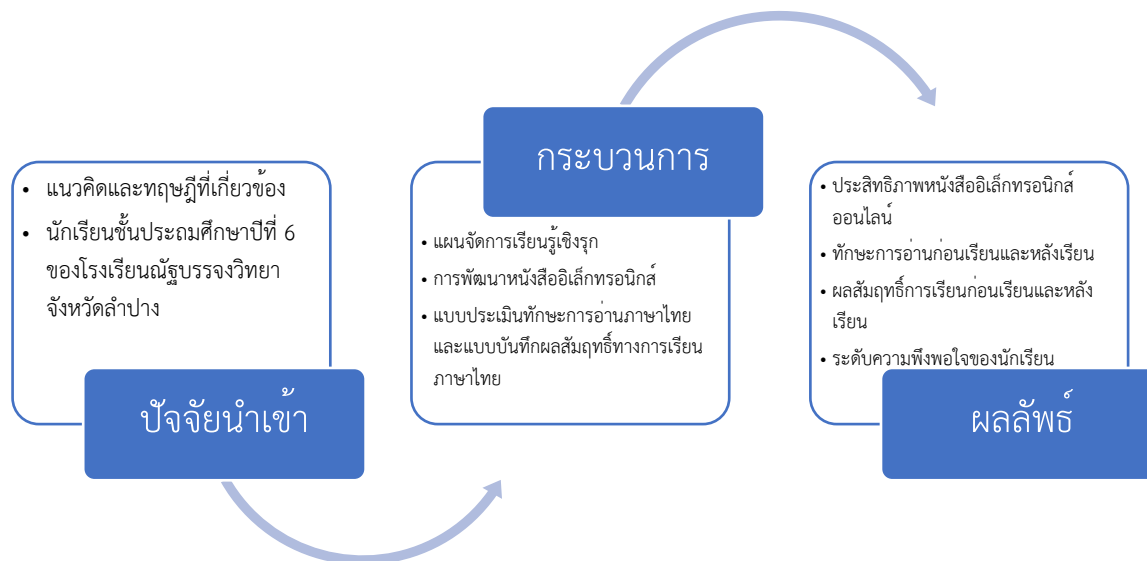 • แนวคิดและทฤษฎีที่เกี่ยวข้อง
• นักเรียนชั้นประถมศึกษาปีที่ 6
ของโรงเรียนณัฐบรรจงวิทยา
จังหวัดลำปาง
ปัจจัยนำเข้า
กระบวนการ
• แผนจัดการเรียนรู้เชิงรุก
• การพัฒนาหนังสืออิเล็กทรอนิกส์
• แบบประเมินทักษะการอ่านภาษาไทย
และแบบบันทึกผลสัมฤทธิ์ทางการเรียน
ภาษาไทย
• ประสิทธิภาพหนังสืออิเล็กทรอนิกส์
ออนไลน์
• ทักษะการอ่านก่อนเรียนและหลังเรียน
• ผลสัมฤทธิ์การเรียนก่อนเรียนและหลัง
เรียน
• ระดับความพึงพอใจของนักเรียน
ผลลัพธ์